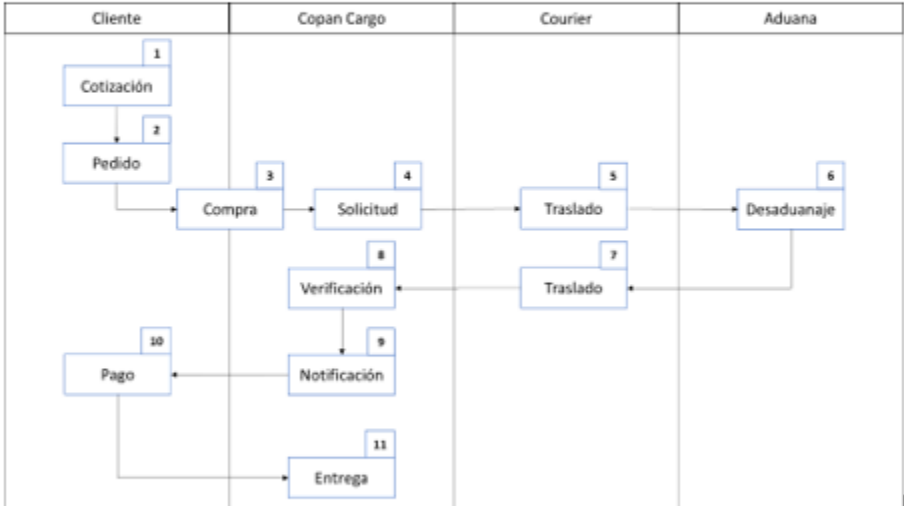 Cliente
Copan Cargo
Courier
Aduana
1
Cotización
2
Pedido
3
Compra
4
Solicitud
5
Traslado
6
Desaduanaje
7
Traslado
8
Verificación
9
Notificación
10
Pago
11
Entrega